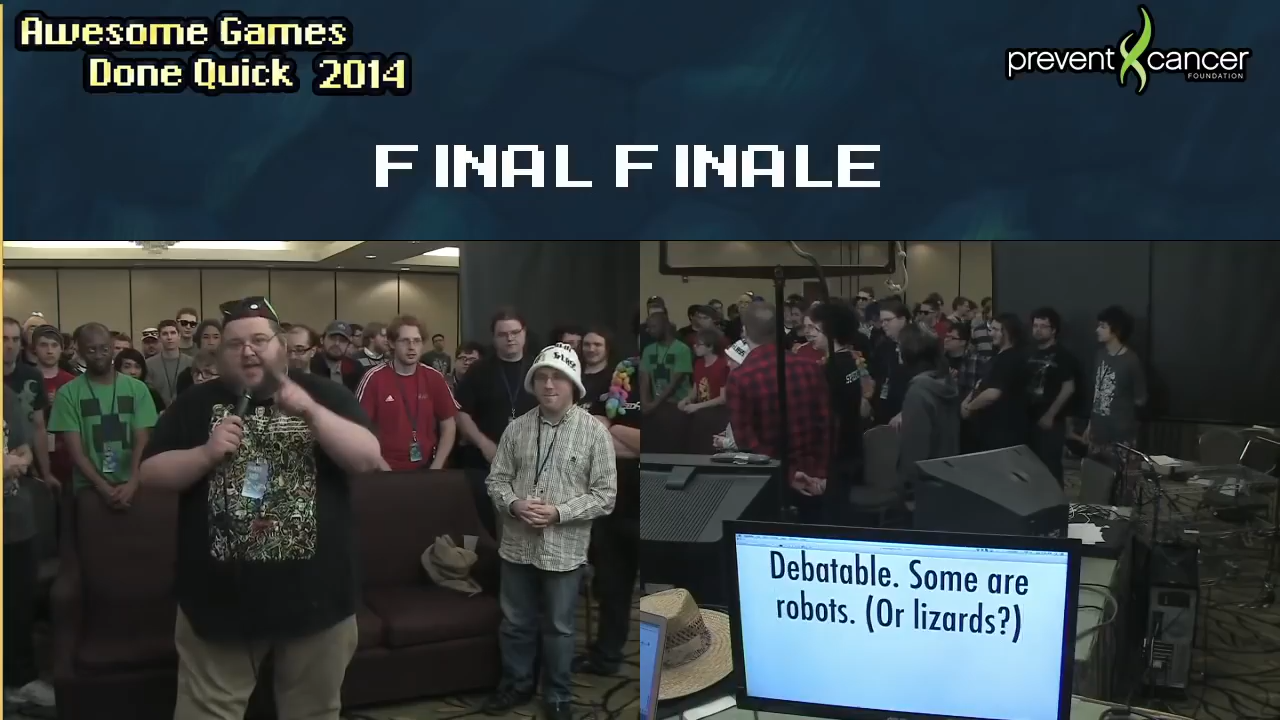 Awesome Games
Done Quick 2014
prevent cancer
FOUNDATION
FINAL FINALE
Debatable. Some are
robots. (Or lizards?)